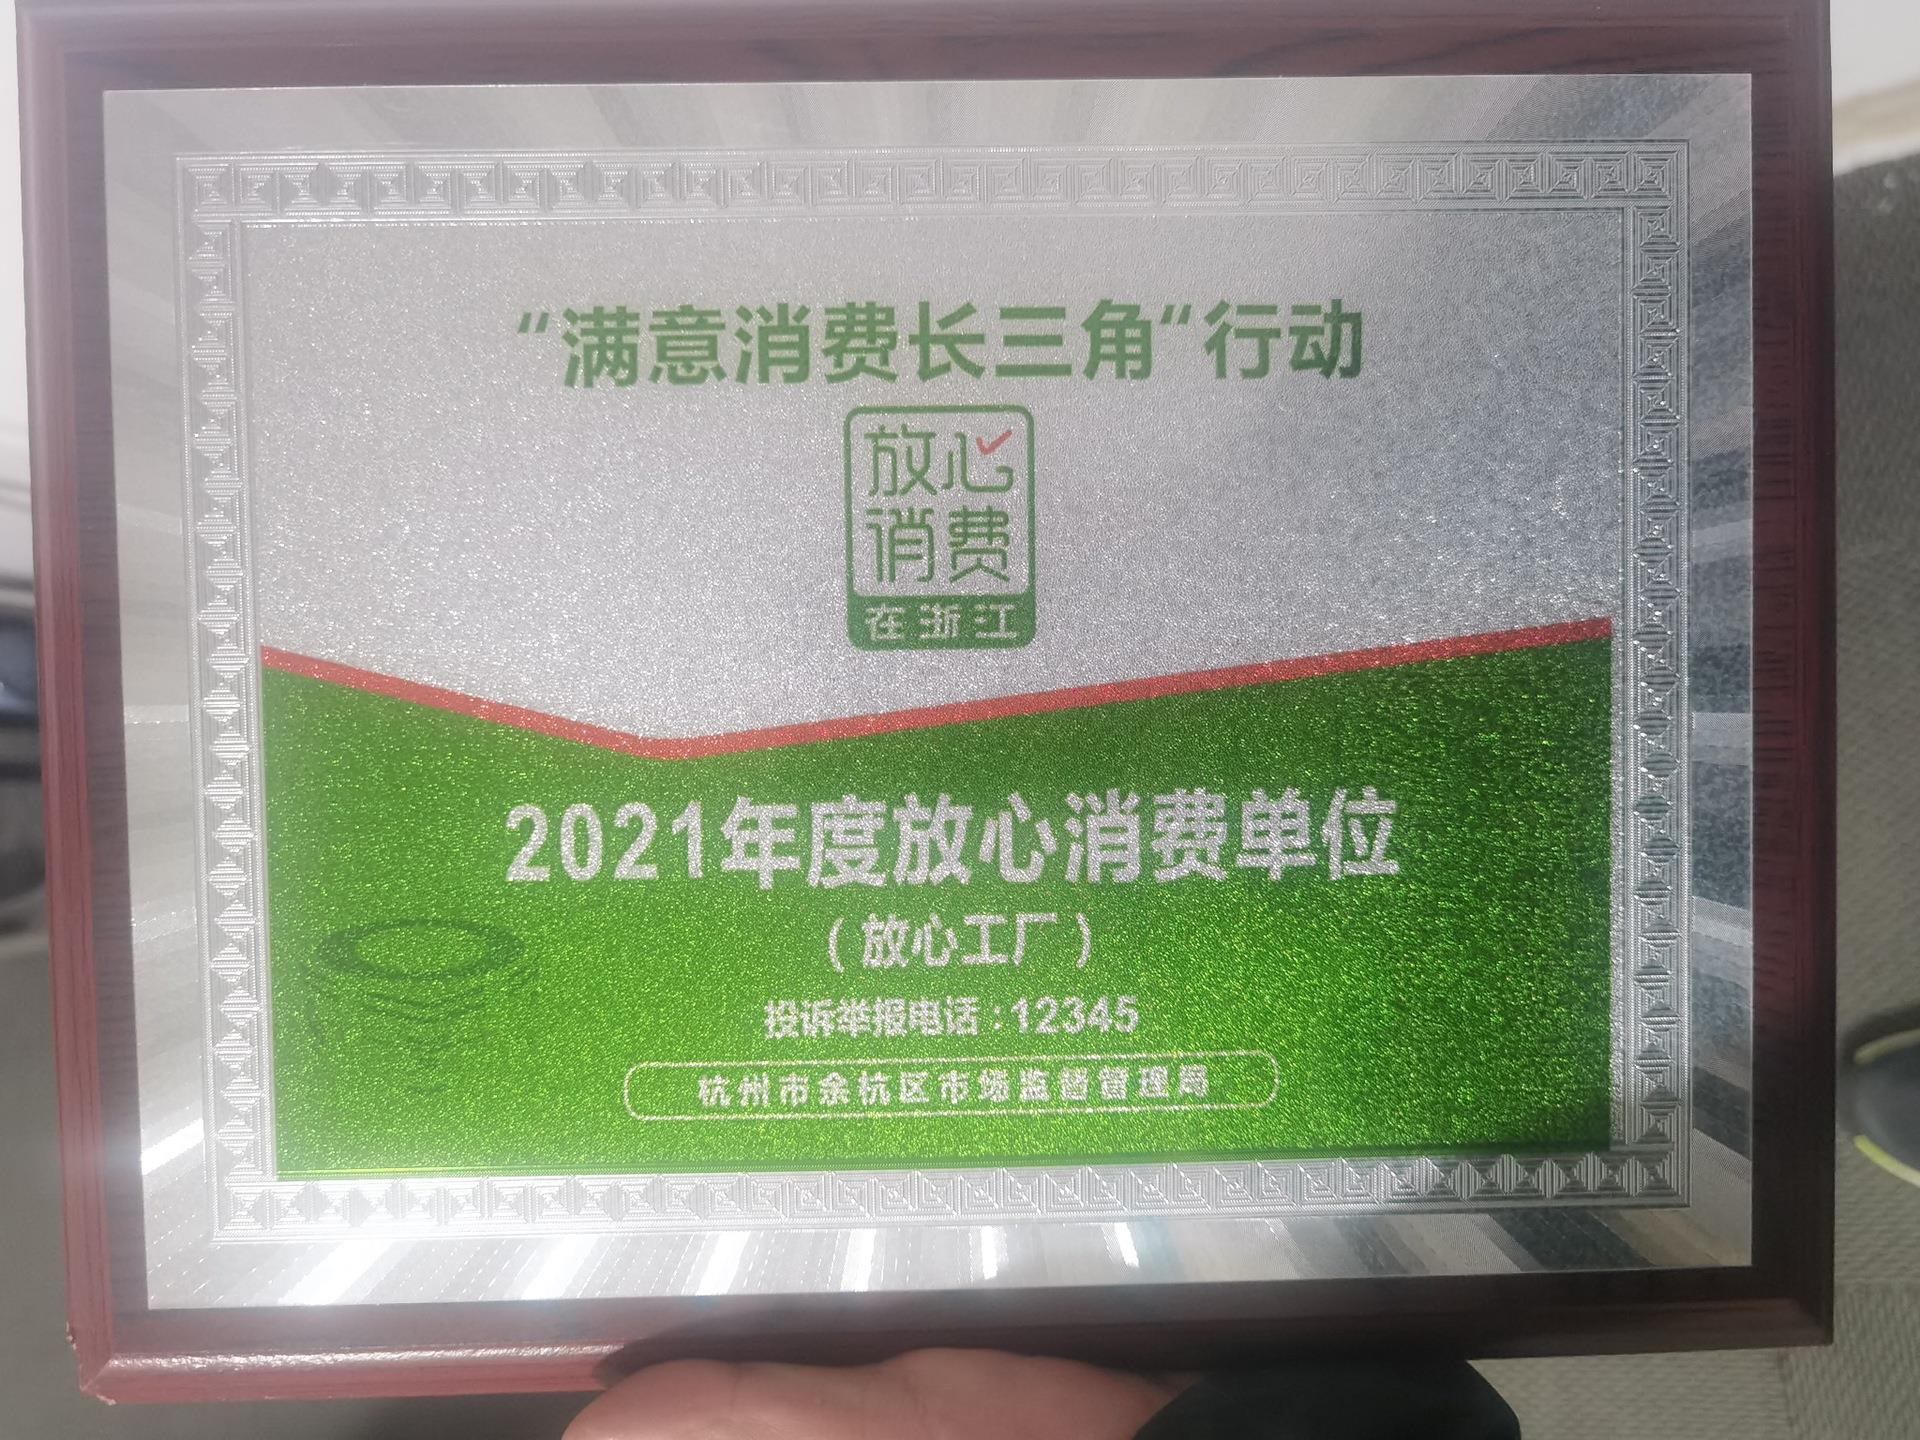 “满意消费长三角“行动
放心
消费
在浙江
2021年度放心消费单位
(放心工厂)
投诉举报电话:12345
杭州市余杭区市场监督管理局